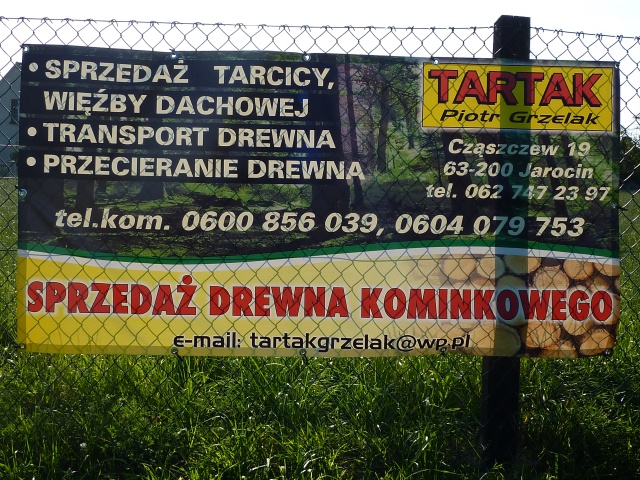 • SPRZEDAŻ TARCICY,
WIĘŹBY DACHOWEJ
• TRANSPORT DREWNA
• PRZECIERANIE DREWNA
TARTAK
Piotr Grzelak
Cząszczew 19
63-200 Jarocin
tel. 062 747 23 97
tel.kom. 0600 856 039, 0604 079 753
SPRZEDAŻ DREWNA KOMINKOWEGO
e-mail: tartakgrzelak@wp.pl